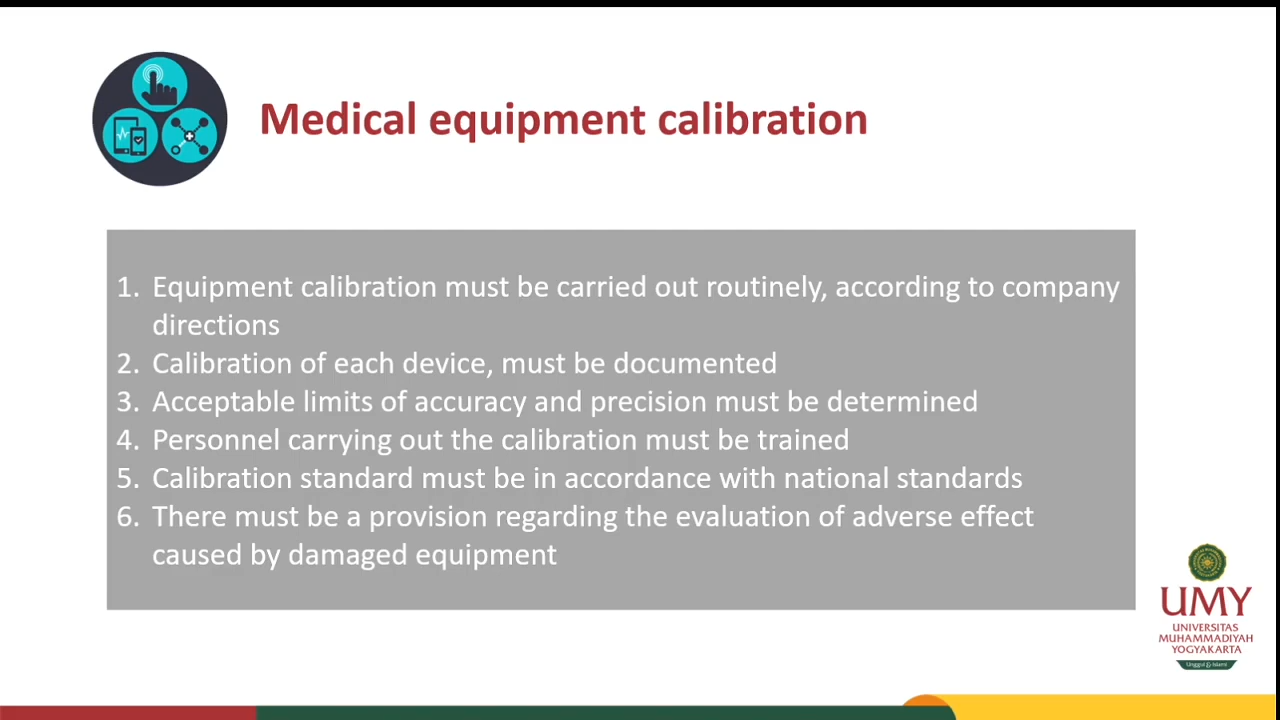 Medical equipment calibration
1. Equipment calibration must be carried out routinely, according to company
directions
2. Calibration of each device, must be documented
3. Acceptable limits of accuracy and precision must be determined
4. Personnel carrying out the calibration must be trained
5. Calibration standard must be in accordance with national standards
6. There must be a provision regarding the evaluation of adverse effect
caused by damaged equipment
UMY
UNIVERSITAS
MUHAMMADIYAH
YOGYAKARTA
Unggul & Islami